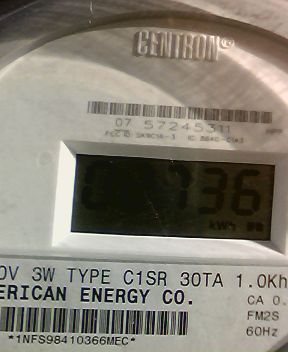 CENTRON®
07 57245311
736
kWh
0V 3W TYPE C1SR 30TA 1.0Kh
ERICAN ENERGY CO.
CA 0.
FM2S
60Hz
*1NFS98410366MEC*